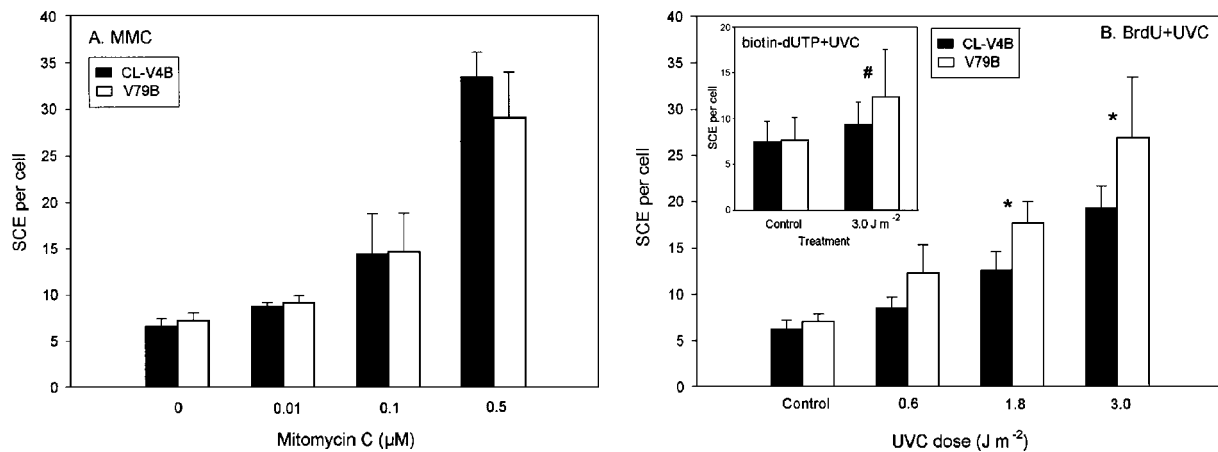 A. MMC
CL-V4B
V79B
SCE per cell
40
35
30
25
20
15
10
5
0
0 0.01 0.1 0.5
Mitomycin C (µM)
B. BrdU+UVC
CL-V4B
V79B
SCE per cell
40
35
30
25
20
15
10
5
0
*
*
Control 0.6 1.8 3.0
UVC dose (J m⁻²)
biotin-dUTP+UVC
#
SCE per cell
20
15
10
5
0
Control 3.0 J m⁻²
Treatment